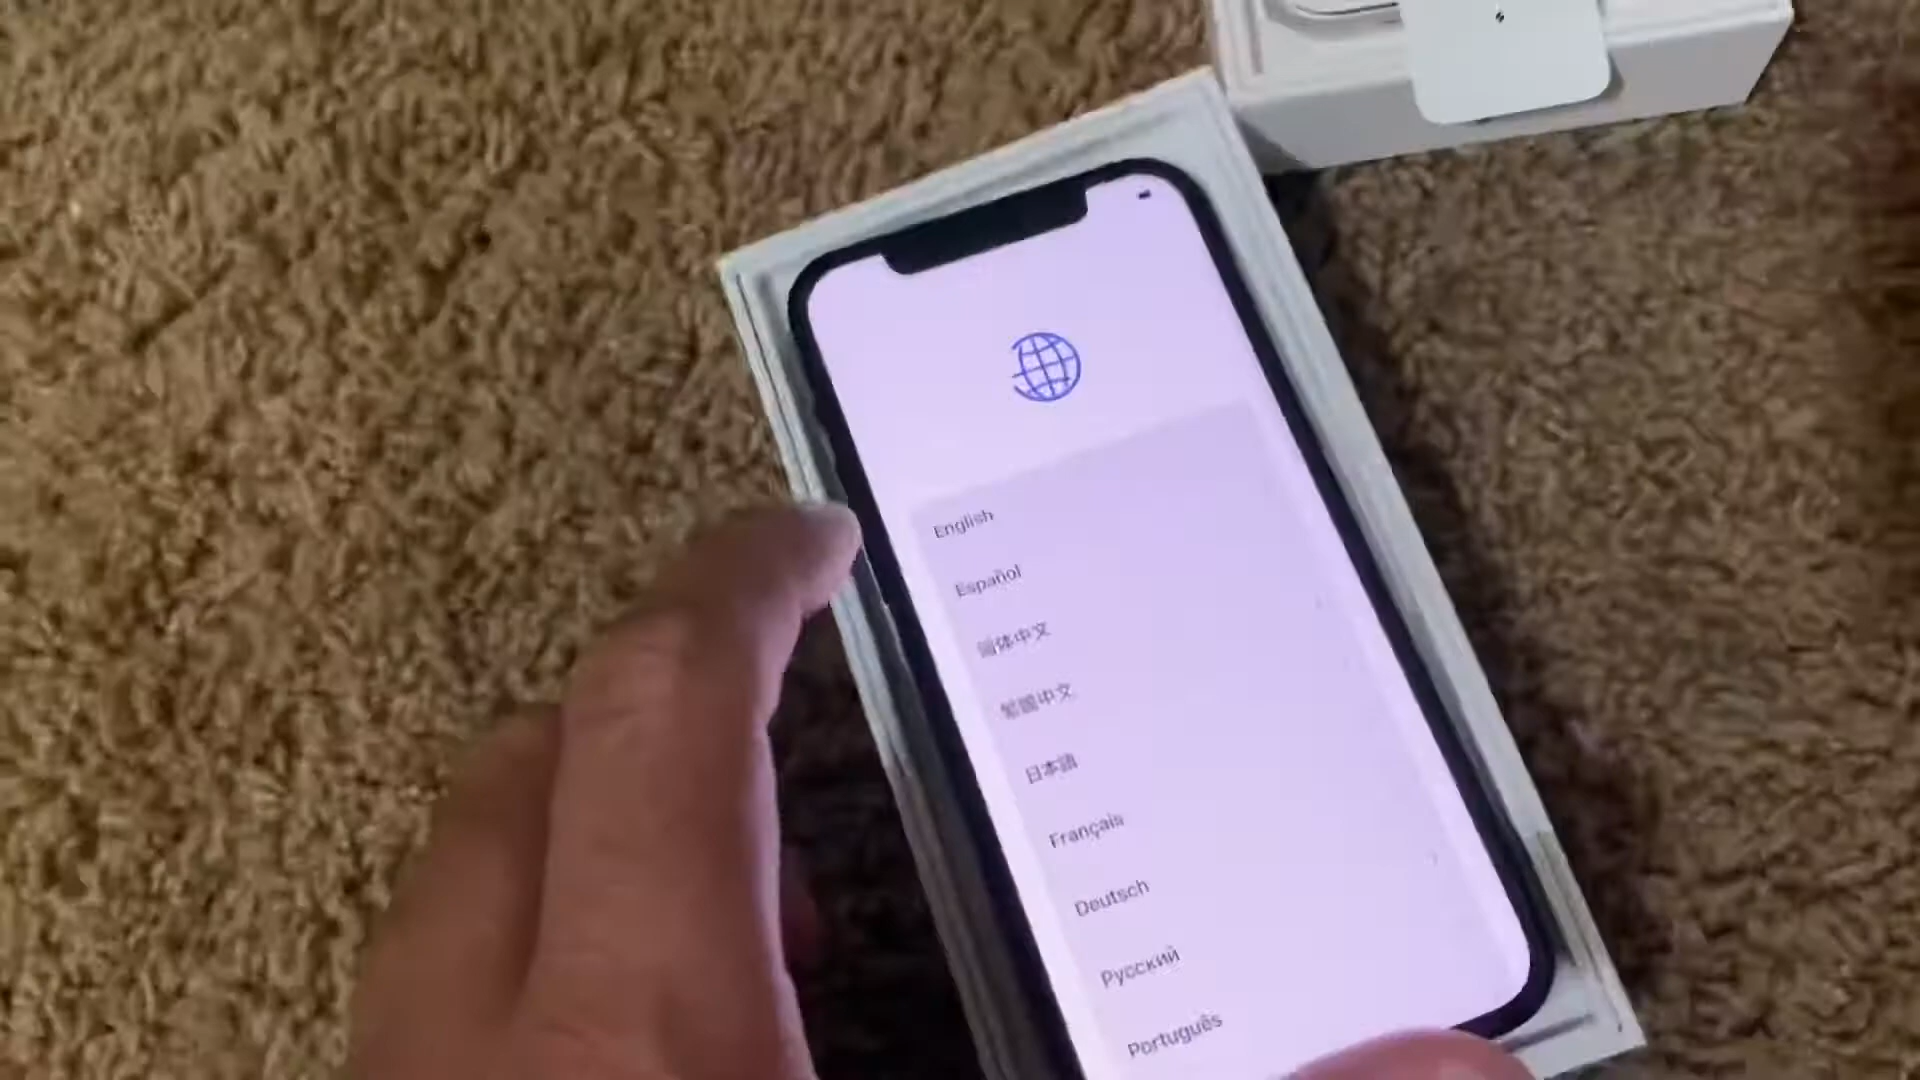 English
Español
简体中文
繁體中文
日本語
Français
Deutsch
Русский
Português